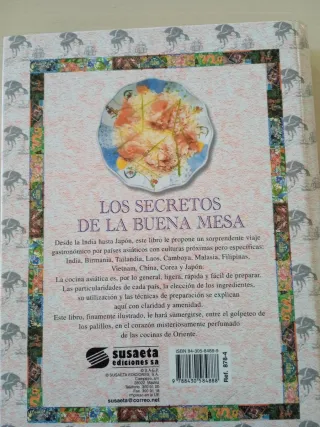 LOS SECRETOS
DE LA BUENA MESA
Desde la India hasta Japón, este libro le propone un sorprendente viaje
gastronómico por países asiáticos con culturas próximas pero específicas:
India, Birmania, Tailandia, Laos, Camboya, Malasia, Filipinas,
Vietnam, China, Corea y Japón.
La cocina asiática es, por lo general, ligera, rápida y fácil de preparar.
Las particularidades de cada país, la elección de los ingredientes,
su utilización y las técnicas de preparación se explican
aquí con claridad y amenidad.
Este libro, finamente ilustrado, le hará sumergirse, entre el golpeteo de
los palillos, en el corazón misteriosamente perfumado
de las cocinas de Oriente.
susaeta
ediciones sa
susaeta@correo.net
Ref. 875-4